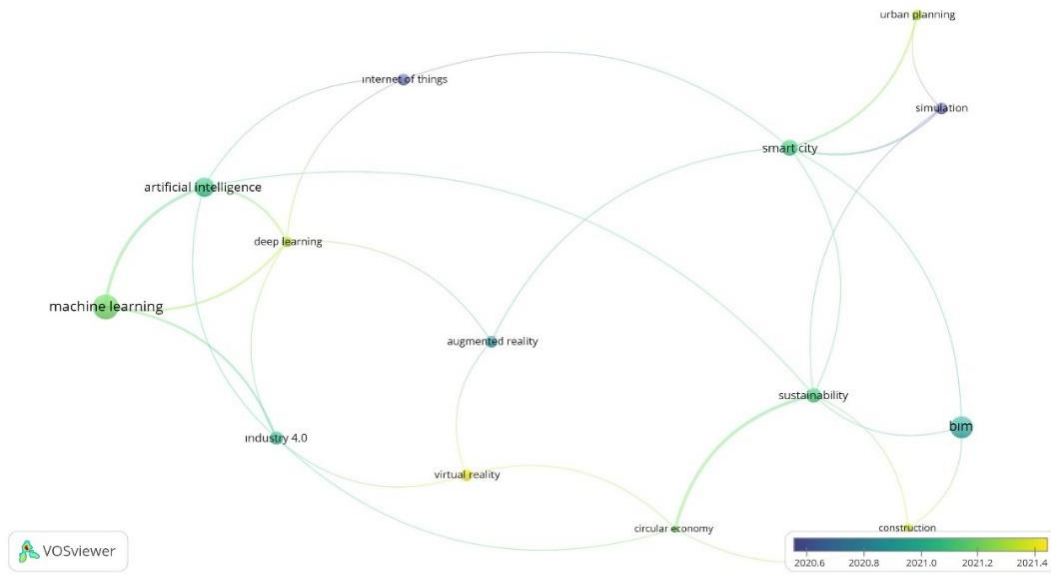 urban planning
internet of things
simulation
smart city
artificial intelligence
deep learning
machine learning
augmented reality
sustainability
bim
industry 4.0
virtual reality
circular economy
construction
VOSviewer
2020.6 2020.8 2021.0 2021.2 2021.4